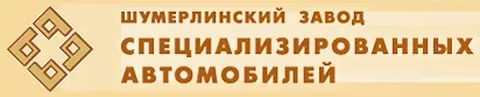 ШУМЕРЛИНСКИЙ ЗАВОД
СПЕЦИАЛИЗИРОВАННЫХ
АВТОМОБИЛЕЙ